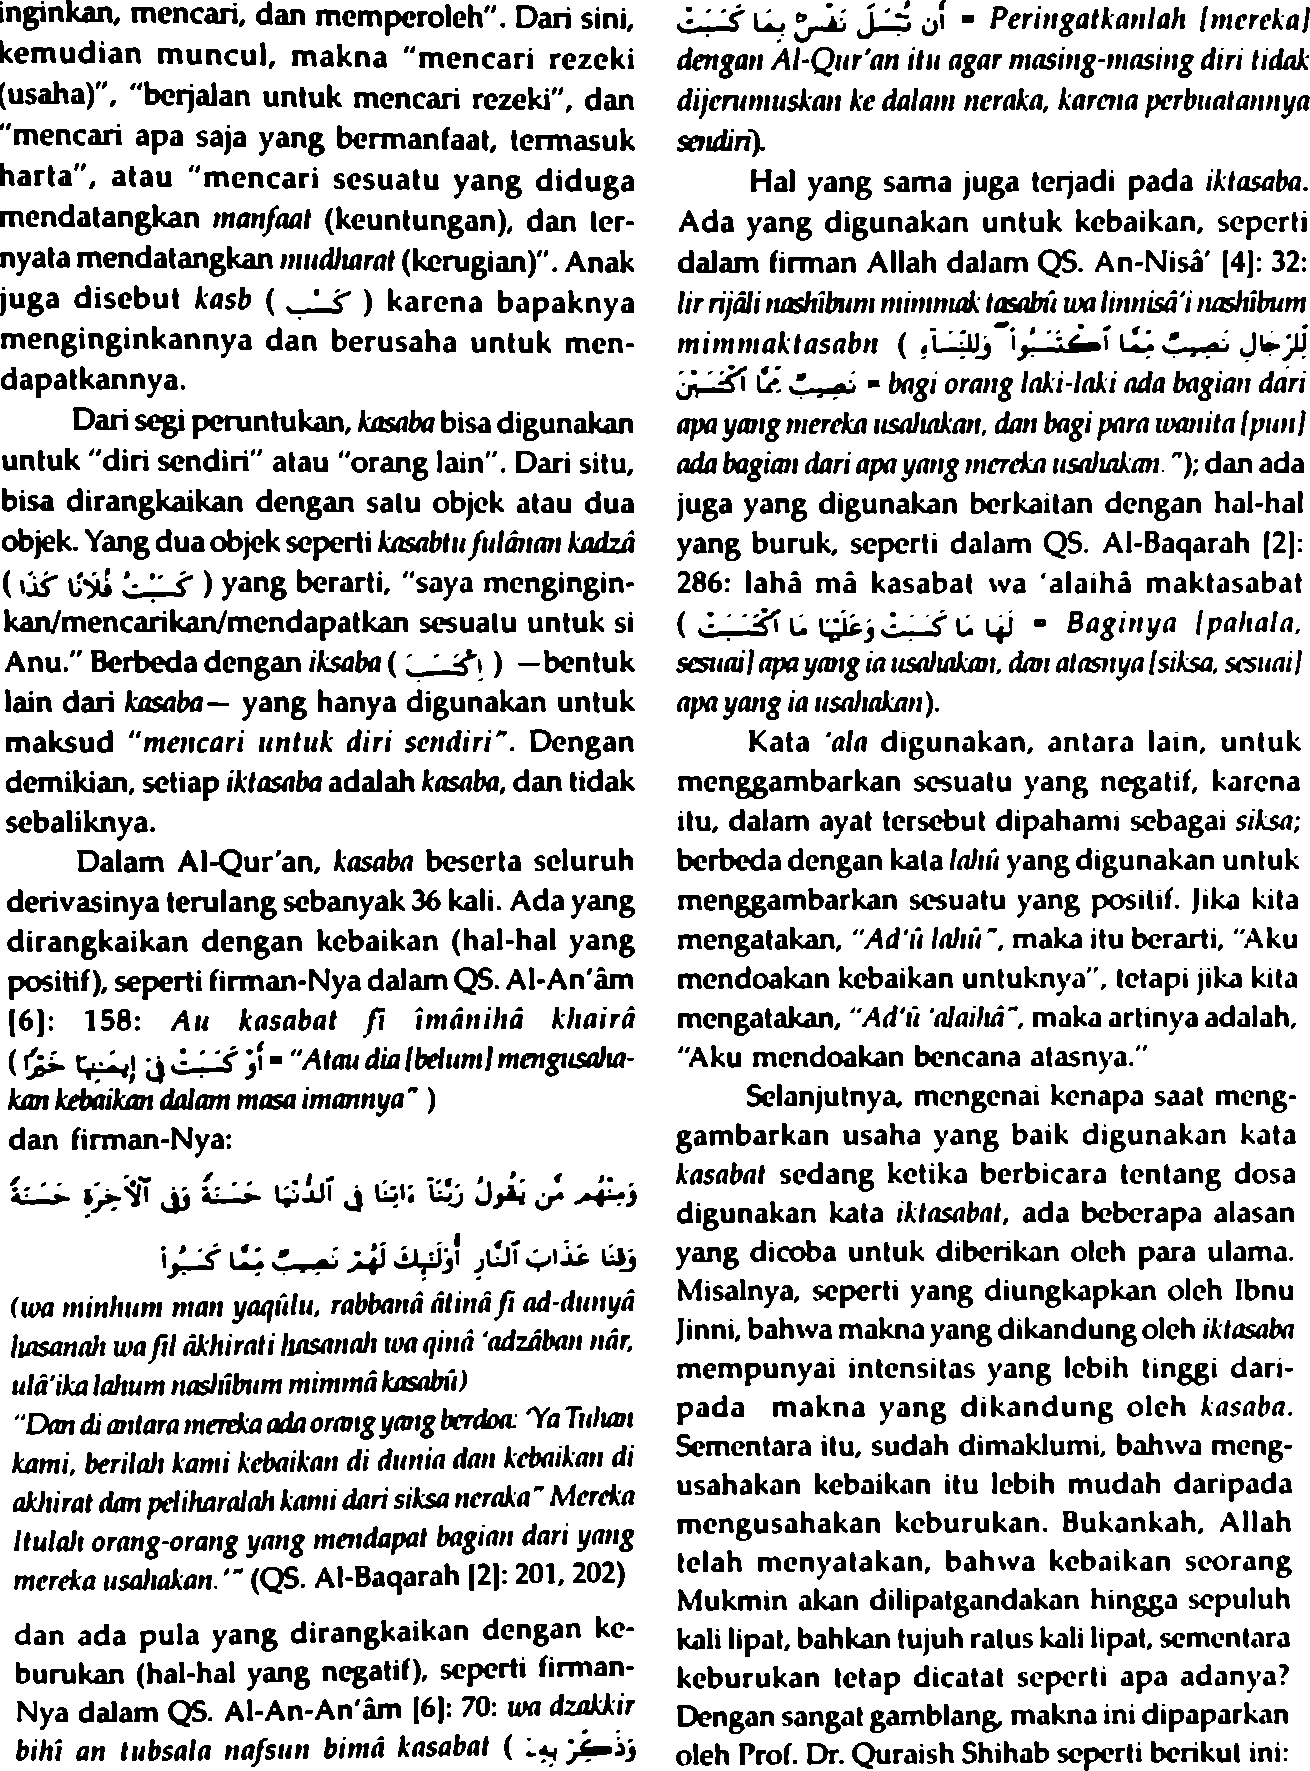 inginkan, mencari, dan memperoleh". Dari sini,
kemudian muncul, makna "mencari rezeki
(usaha)", "berjalan untuk mencari rezeki", dan
"mencari apa saja yang bermanfaat, termasuk
harta", atau "mencari sesuatu yang diduga
mendatangkan manfaat (keuntungan), dan ter-
nyata mendatangkan mudharat (kerugian)". Anak
juga disebut kasb ( كَسْب ) karena bapaknya
menginginkannya dan berusaha untuk men-
dapatkannya.
Dari segi peruntukan, kasaba bisa digunakan
untuk "diri sendiri" atau "orang lain". Dari situ,
bisa dirangkaikan dengan satu objek atau dua
objek. Yang dua objek seperti kasabtu fulânan kadzâ
( كَسَبْتُ فُلَانًا كَذَا ) yang berarti, "saya mengingin-
kan/mencarikan/mendapatkan sesuatu untuk si
Anu." Berbeda dengan iksaba ( اِكْسَبَ ) —bentuk
lain dari kasaba— yang hanya digunakan untuk
maksud "mencari untuk diri sendiri". Dengan
demikian, setiap iktasaba adalah kasaba, dan tidak
sebaliknya.
Dalam Al-Qur'an, kasaba beserta seluruh
derivasinya terulang sebanyak 36 kali. Ada yang
dirangkaikan dengan kebaikan (hal-hal yang
positif), seperti firman-Nya dalam QS. Al-An'âm
[6]: 158: Au kasabat fî îmânihâ khairâ
( أَوْ كَسَبَتْ فِىٓ إِيمَـٰنِهَا خَيْرًا = "Atau dia [belum] mengusaha-
kan kebaikan dalam masa imannya" )
dan firman-Nya:
وَمِنْهُم مَّن يَقُولُ رَبَّنَآ ءَاتِنَا فِى ٱلدُّنْيَا حَسَنَةً وَفِى ٱلْـَٔاخِرَةِ حَسَنَةً
وَقِنَا عَذَابَ ٱلنَّارِ أُو۟لَـٰٓئِكَ لَهُمْ نَصِيبٌ مِّمَّا كَسَبُوا۟
(wa minhum man yaqûlu, rabbanâ âtinâ fî ad-dunyâ
hasanah wa fil âkhirati hasanah wa qinâ 'adzâban nâr,
ulâ'ika lahum nashîbum mimmâ kasabû)
"Dan di antara mereka ada orang yang berdoa: 'Ya Tuhan
kami, berilah kami kebaikan di dunia dan kebaikan di
akhirat dan peliharalah kami dari siksa neraka" Mereka
Itulah orang-orang yang mendapat bagian dari yang
mereka usahakan.'" (QS. Al-Baqarah [2]: 201, 202)
dan ada pula yang dirangkaikan dengan ke-
burukan (hal-hal yang negatif), seperti firman-
Nya dalam QS. Al-An-An'âm [6]: 70: wa dzakkir
bihî an tubsala nafsun bimâ kasabat ( وَذَكِّرْ بِهِۦٓ
أَن تُبْسَلَ نَفْسٌۢ بِمَا كَسَبَتْ = Peringatkanlah [mereka]
dengan Al-Qur'an itu agar masing-masing diri tidak
dijerumuskan ke dalam neraka, karena perbuatannya
sendiri).
Hal yang sama juga terjadi pada iktasaba.
Ada yang digunakan untuk kebaikan, seperti
dalam firman Allah dalam QS. An-Nisâ' [4]: 32:
lir rijâli nashîbum mimmak tasabû wa linnisâ'i nashîbum
mimmaktasabn ( لِّلرِّجَالِ نَصِيبٌ مِّمَّا ٱكْتَسَبُوا۟ وَلِلنِّسَآءِ
نَصِيبٌ مِّمَّا ٱكْتَسَبْنَ = bagi orang laki-laki ada bagian dari
apa yang mereka usahakan, dan bagi para wanita [pun]
ada bagian dari apa yang mereka usahakan."); dan ada
juga yang digunakan berkaitan dengan hal-hal
yang buruk, seperti dalam QS. Al-Baqarah [2]:
286: lahâ mâ kasabat wa 'alaihâ maktasabat
( لَهَا مَا كَسَبَتْ وَعَلَيْهَا مَا ٱكْتَسَبَتْ = Baginya [pahala,
sesuai] apa yang ia usahakan, dan atasnya [siksa, sesuai]
apa yang ia usahakan).
Kata 'ala digunakan, antara lain, untuk
menggambarkan sesuatu yang negatif, karena
itu, dalam ayat tersebut dipahami sebagai siksa;
berbeda dengan kata lahû yang digunakan untuk
menggambarkan sesuatu yang positif. Jika kita
mengatakan, "Ad'û lahû", maka itu berarti, "Aku
mendoakan kebaikan untuknya", tetapi jika kita
mengatakan, "Ad'û 'alaihâ", maka artinya adalah,
"Aku mendoakan bencana atasnya."
Selanjutnya, mengenai kenapa saat meng-
gambarkan usaha yang baik digunakan kata
kasabat sedang ketika berbicara tentang dosa
digunakan kata iktasabat, ada beberapa alasan
yang dicoba untuk diberikan oleh para ulama.
Misalnya, seperti yang diungkapkan oleh Ibnu
Jinni, bahwa makna yang dikandung oleh iktasaba
mempunyai intensitas yang lebih tinggi dari-
pada makna yang dikandung oleh kasaba.
Sementara itu, sudah dimaklumi, bahwa meng-
usahakan kebaikan itu lebih mudah daripada
mengusahakan keburukan. Bukankah, Allah
telah menyatakan, bahwa kebaikan seorang
Mukmin akan dilipatgandakan hingga sepuluh
kali lipat, bahkan tujuh ratus kali lipat, sementara
keburukan tetap dicatat seperti apa adanya?
Dengan sangat gamblang, makna ini dipaparkan
oleh Prof. Dr. Quraish Shihab seperti berikut ini: